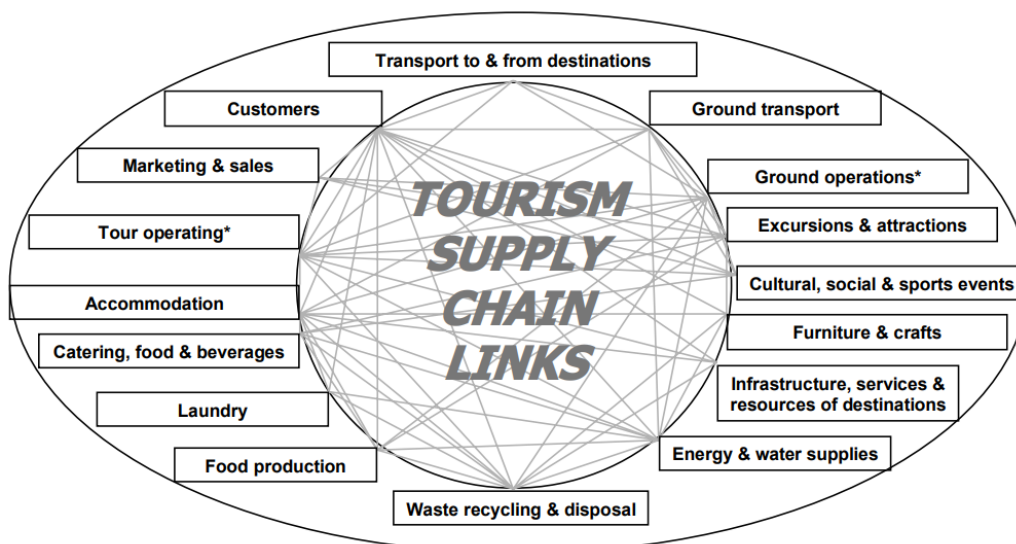 Transport to & from destinations
Customers
Ground transport
Marketing & sales
Ground operations*
Tour operating*
Excursions & attractions
Cultural, social & sports events
Accommodation
Furniture & crafts
Catering, food & beverages
Infrastructure, services &
resources of destinations
Laundry
Energy & water supplies
Food production
Waste recycling & disposal
TOURISM
SUPPLY
CHAIN
LINKS